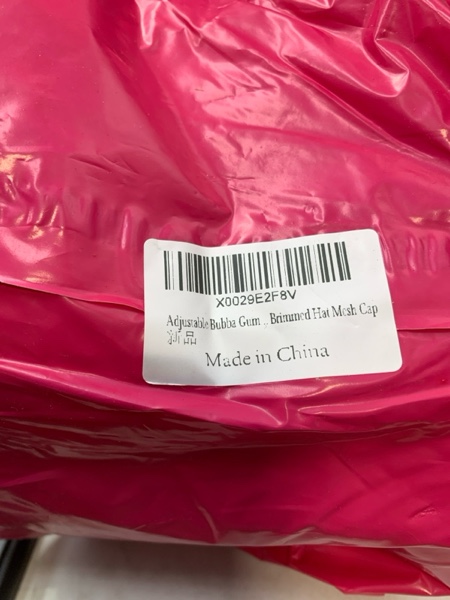 X0029E2F8V
Adjustable Bubba Gum .. Brimmed Hat Mesh Cap
新品
Made in China